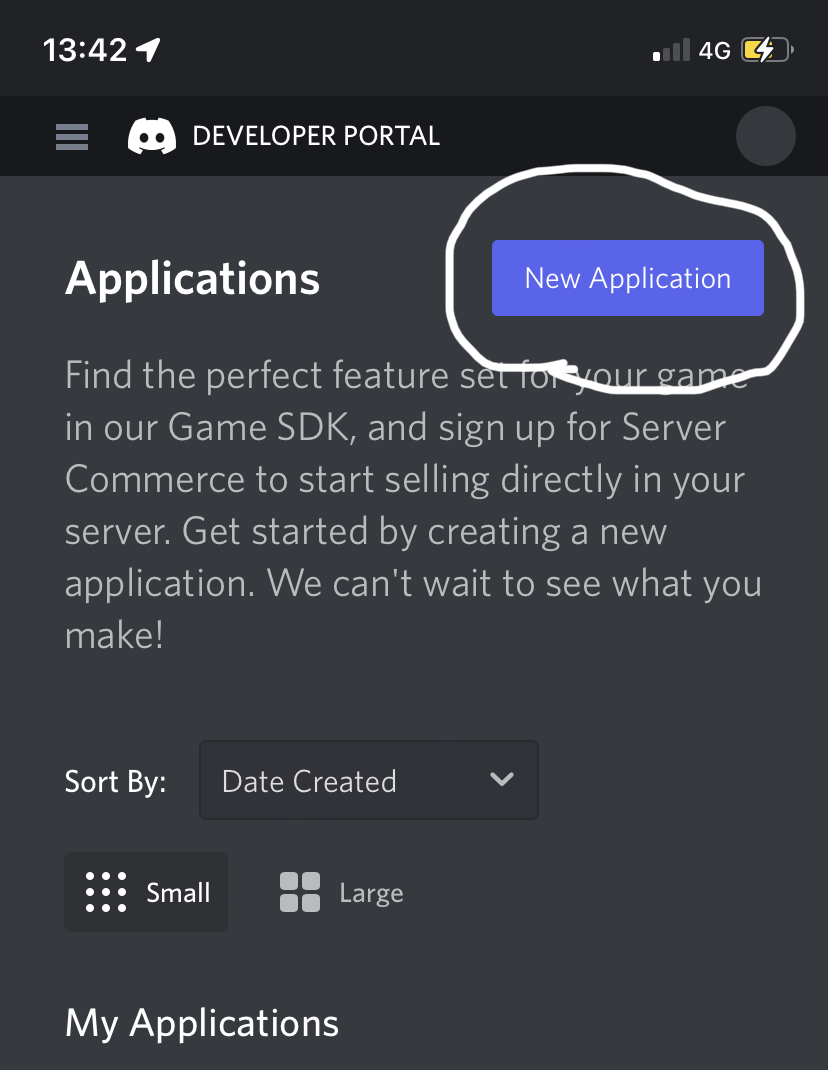 13:42
4G
DEVELOPER PORTAL
Applications
New Application
Find the perfect feature set for your game
in our Game SDK, and sign up for Server
Commerce to start selling directly in your
server. Get started by creating a new
application. We can't wait to see what you
make!
Sort By:
Date Created
Small
Large
My Applications